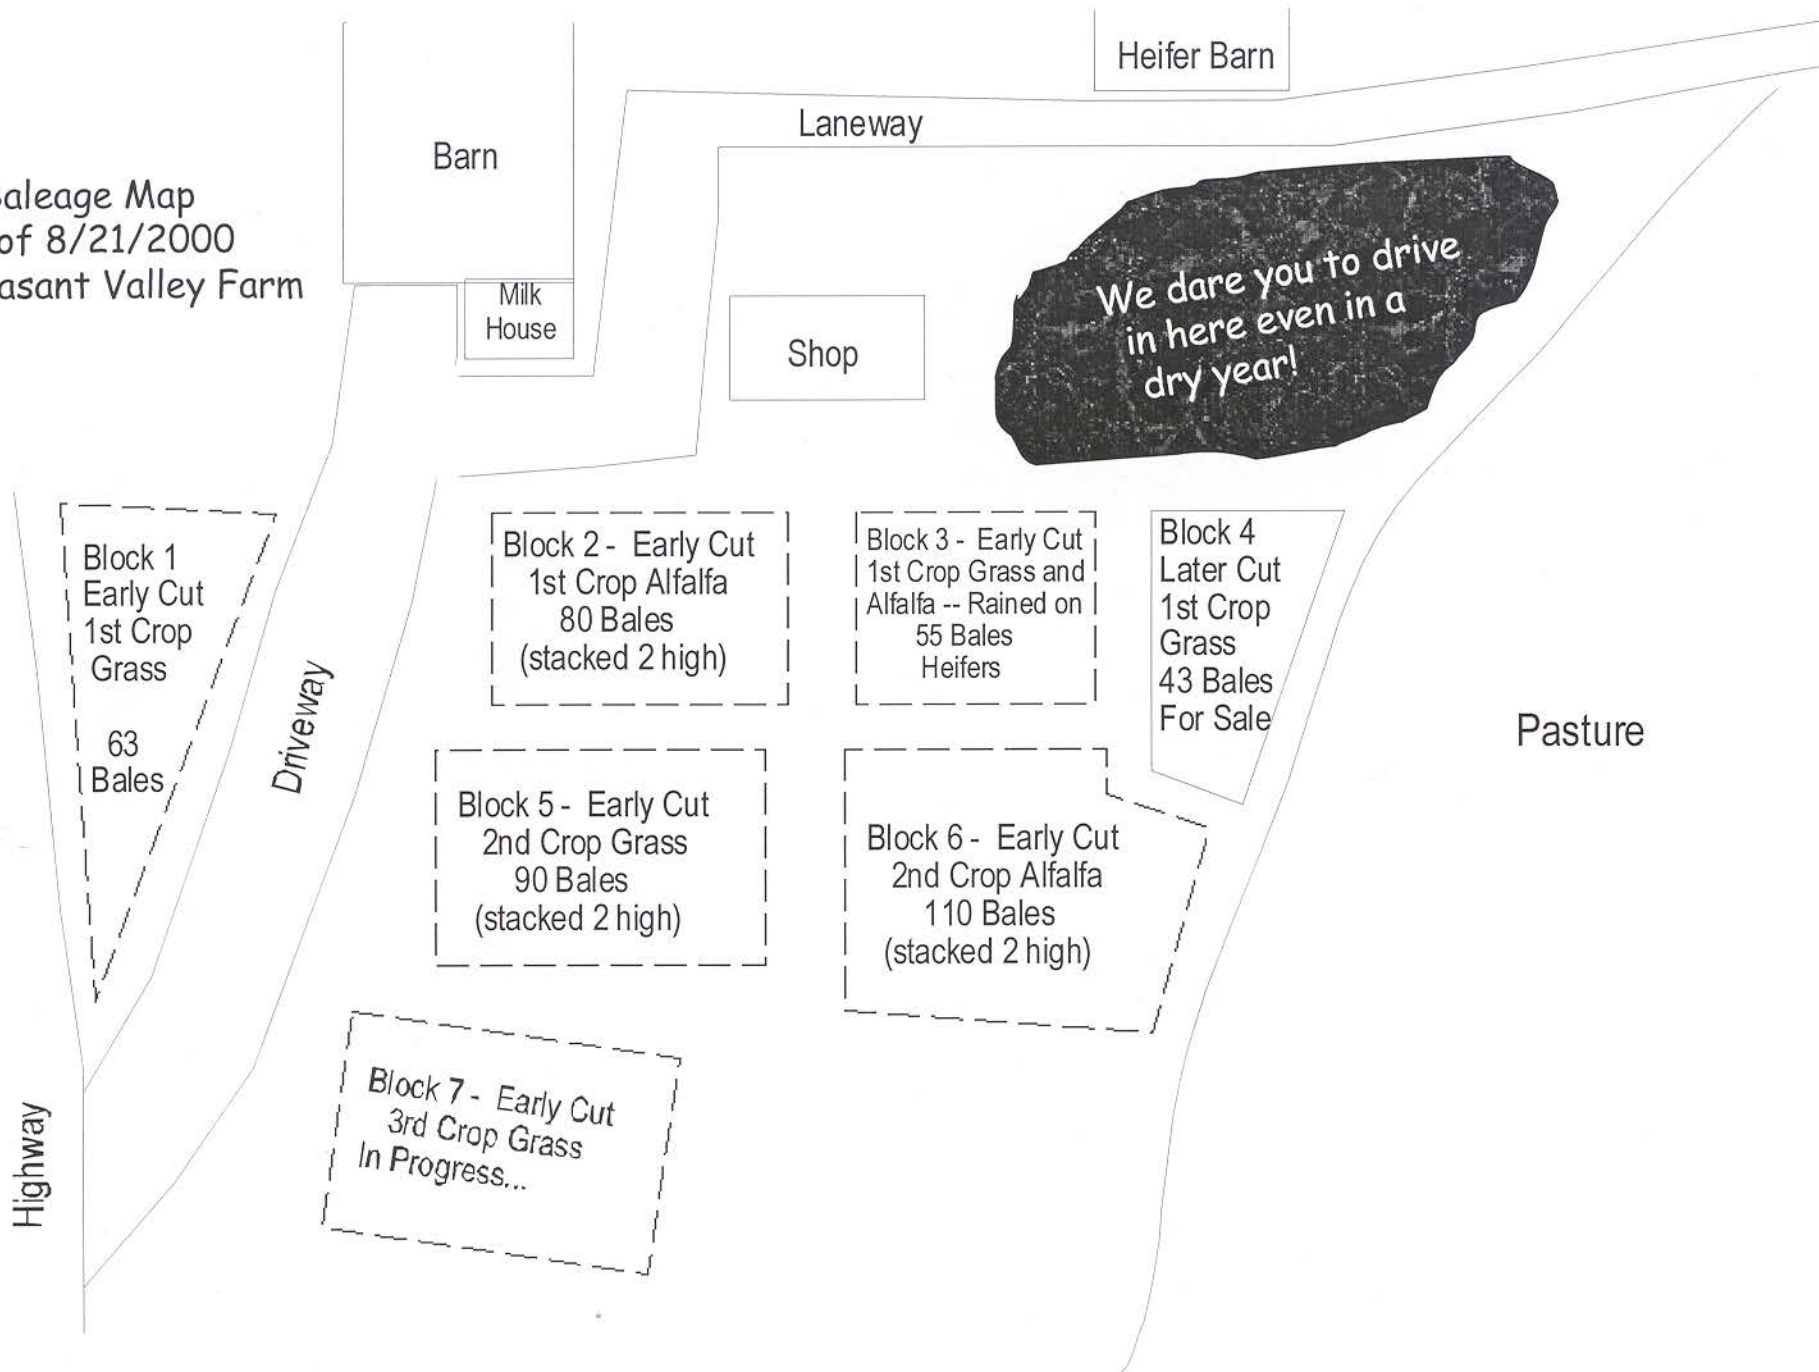 Heifer Barn
Laneway
Barn
aleage Map
of 8/21/2000
asant Valley Farm
Milk
House
Shop
We dare you to drive
in here even in a
dry year!
Block 1
Early Cut
1st Crop
Grass
63
Bales
Driveway
Block 2 - Early Cut
1st Crop Alfalfa
80 Bales
(stacked 2 high)
Block 3 - Early Cut
1st Crop Grass and
Alfalfa -- Rained on
55 Bales
Heifers
Block 4
Later Cut
1st Crop
Grass
43 Bales
For Sale
Pasture
Block 5 - Early Cut
2nd Crop Grass
90 Bales
(stacked 2 high)
Block 6 - Early Cut
2nd Crop Alfalfa
110 Bales
(stacked 2 high)
Block 7 - Early Cut
3rd Crop Grass
In Progress...
Highway